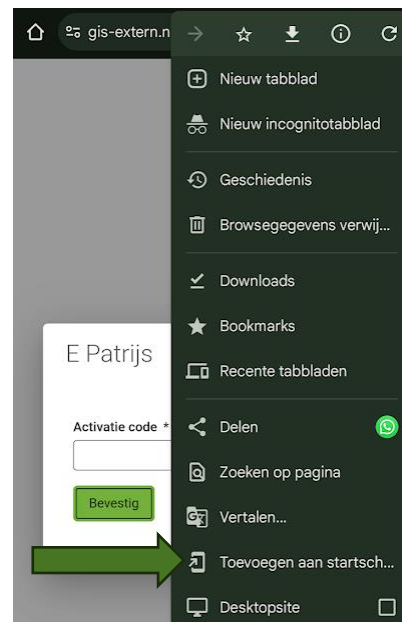 gis-extern.n
Nieuw tabblad
Nieuw incognitotabblad
Geschiedenis
Browsegegevens verwij...
Downloads
Bookmarks
E Patrijs
Recente tabbladen
Activatie code *
Delen
Zoeken op pagina
Bevestig
Vertalen...
Toevoegen aan startsch...
Desktopsite